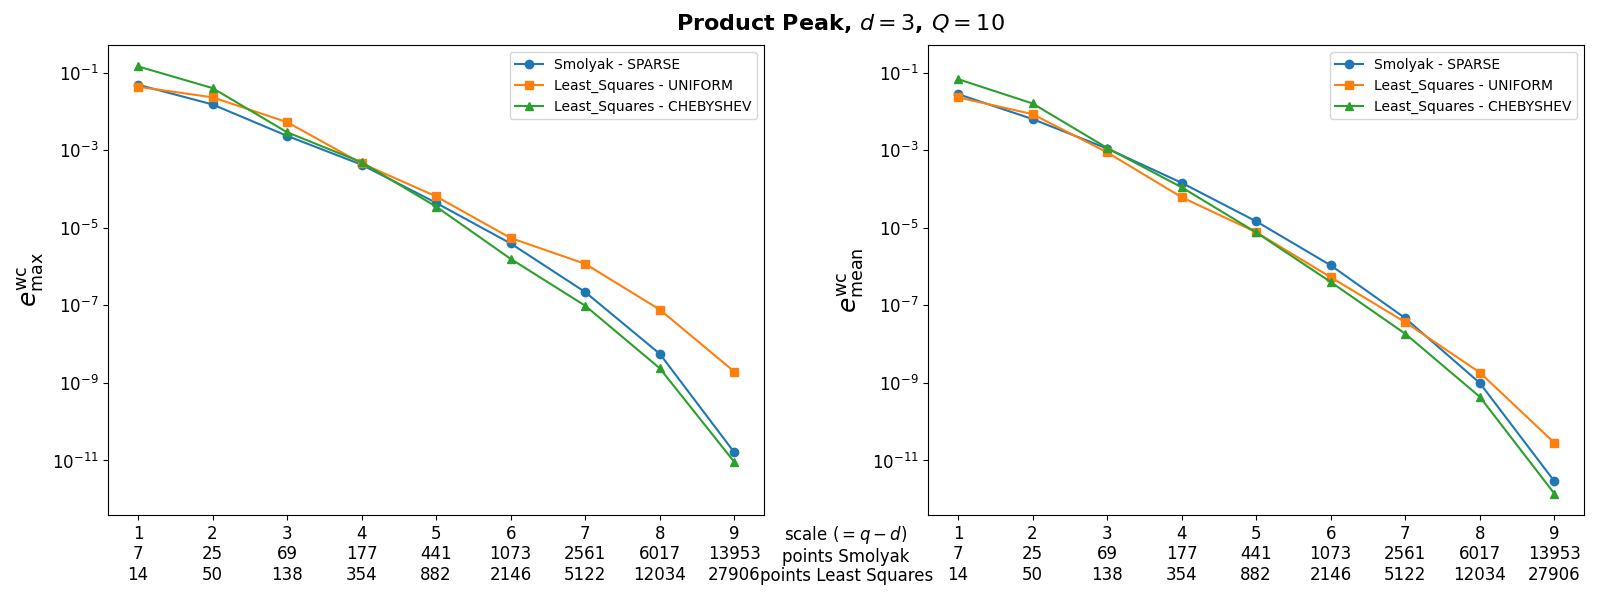 Product Peak, d = 3, Q = 10
Smolyak - SPARSE
Least_Squares - UNIFORM
Least_Squares - CHEBYSHEV
10⁻¹
10⁻³
10⁻⁵
10⁻⁷
10⁻⁹
10⁻¹¹
e^wc_max
1 2 3 4 5 6 7 8 9
7 25 69 177 441 1073 2561 6017 13953
14 50 138 354 882 2146 5122 12034 27906
scale (= q − d)
points Smolyak
points Least Squares
Smolyak - SPARSE
Least_Squares - UNIFORM
Least_Squares - CHEBYSHEV
10⁻¹
10⁻³
10⁻⁵
10⁻⁷
10⁻⁹
10⁻¹¹
e^wc_mean
1 2 3 4 5 6 7 8 9
7 25 69 177 441 1073 2561 6017 13953
14 50 138 354 882 2146 5122 12034 27906